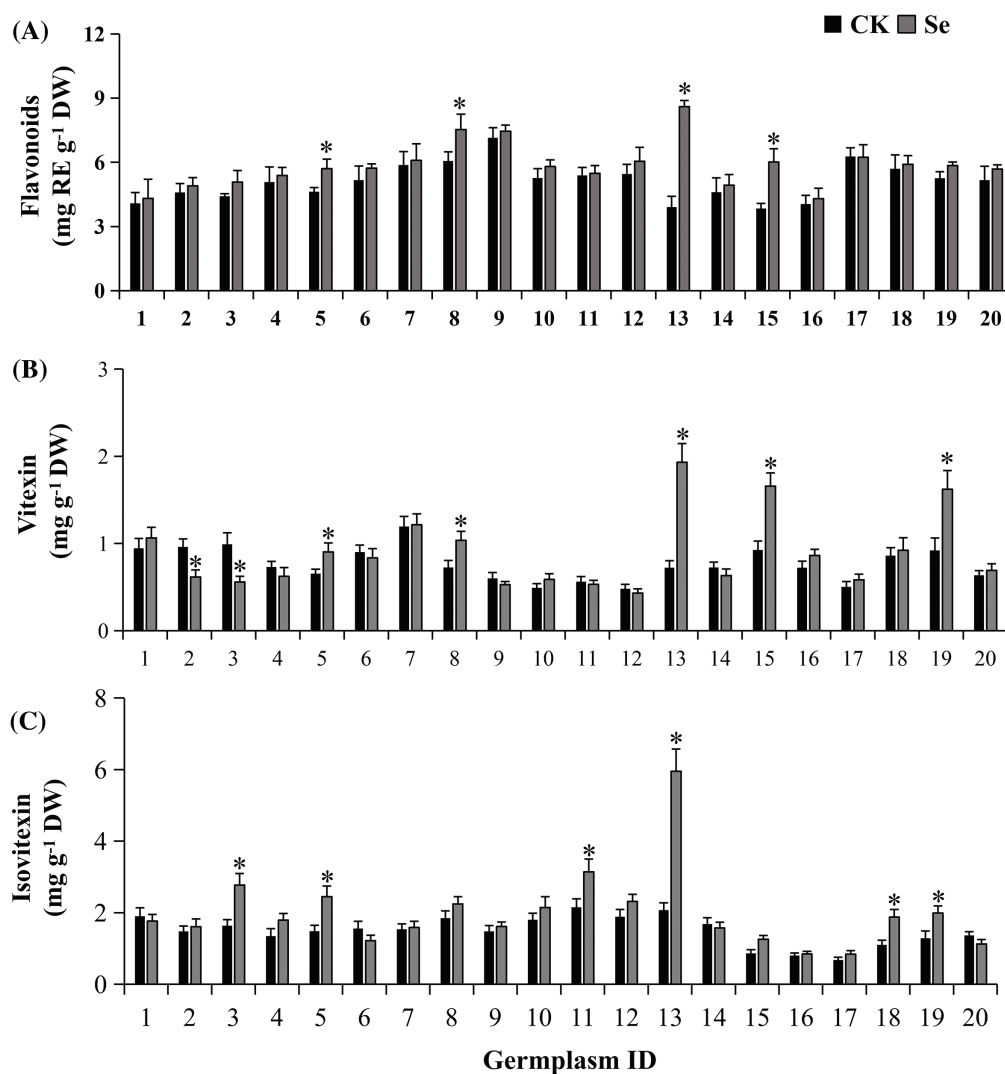 (A)
CK Se
Flavonoids
(mg RE g-1 DW)
12
9
6
3
0
* * * *
1 2 3 4 5 6 7 8 9 10 11 12 13 14 15 16 17 18 19 20
(B)
Vitexin
(mg g-1 DW)
3
2
1
0
* * * * * * *
1 2 3 4 5 6 7 8 9 10 11 12 13 14 15 16 17 18 19 20
(C)
Isovitexin
(mg g-1 DW)
8
6
4
2
0
* * * * * *
1 2 3 4 5 6 7 8 9 10 11 12 13 14 15 16 17 18 19 20
Germplasm ID